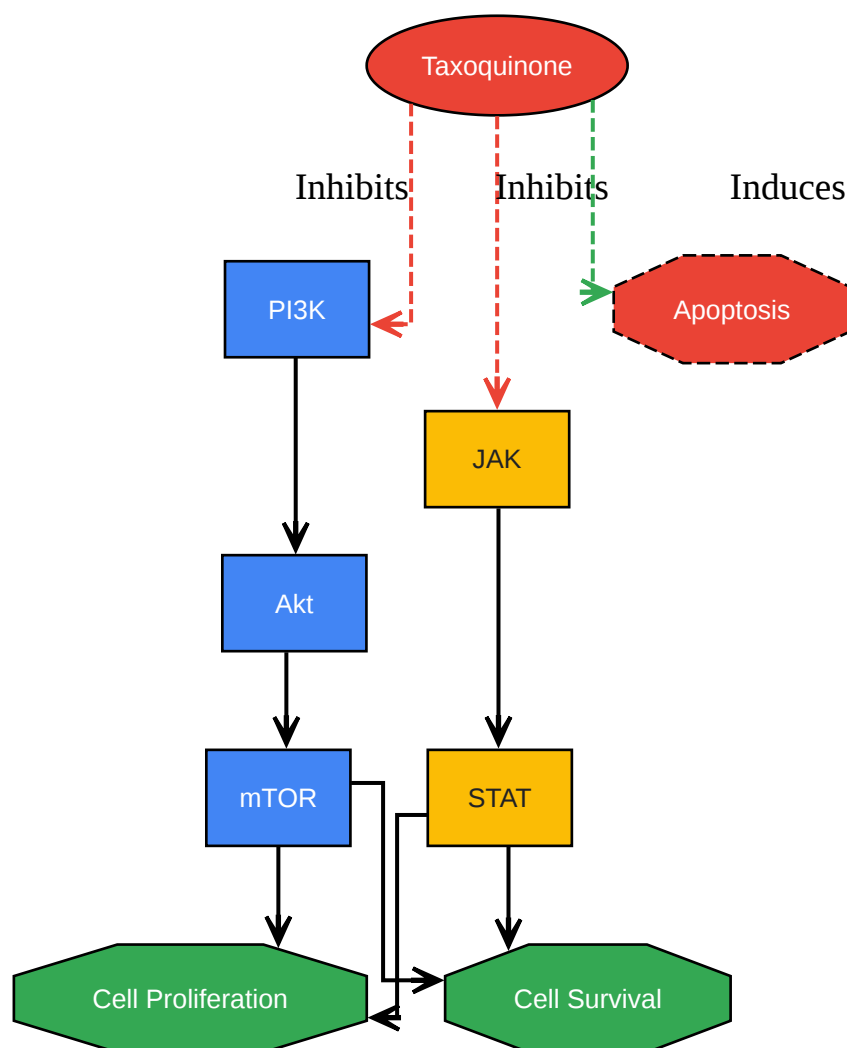 Taxoquinone
Inhibits
Inhibits
Induces
PI3K
Apoptosis
JAK
Akt
mTOR
STAT
Cell Proliferation
Cell Survival